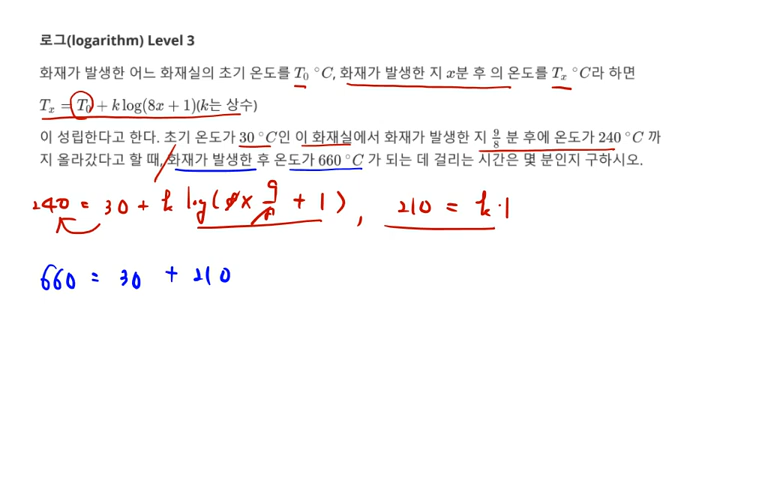 로그(logarithm) Level 3
화재가 발생한 어느 화재실의 초기 온도를 T₀ °C, 화재가 발생한 지 x분 후 의 온도를 Tₓ °C라 하면
Tₓ = T₀ + k log(8x + 1)(k는 상수)
이 성립한다고 한다. 초기 온도가 30 °C인 이 화재실에서 화재가 발생한 지 9/8 분 후에 온도가 240 °C 까
지 올라갔다고 할 때, 화재가 발생한 후 온도가 660 °C 가 되는 데 걸리는 시간은 몇 분인지 구하시오.
240 = 30 + k log(8 × 9/8 + 1), 210 = k·1
660 = 30 + 210